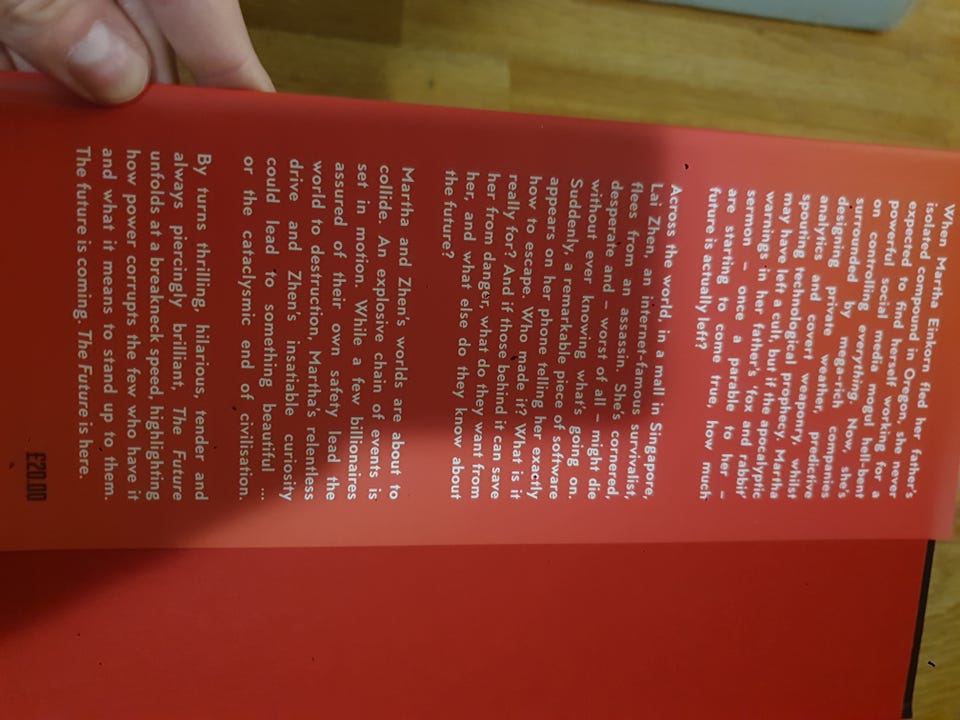 When Martha Einkorn fled her father's
isolated compound in Oregon, she never
expected to find herself working for a
powerful social media mogul hell-bent
on controlling everything. Now, she's
surrounded by mega-rich companies
designing private weather, predictive
analytics and covert weaponry, whilst
spouting technological prophecy. Martha
may have left a cult, but if the apocalyptic
warnings in her father's fox and rabbit
sermon – once a parable to her –
are starting to come true, how much
future is actually left?
Across the world, in a mall in Singapore,
Lai Zhen, an internet-famous survivalist,
flees from an assassin. She's cornered,
desperate and – worst of all – might die
without ever knowing what's going on.
Suddenly, a remarkable piece of software
appears on her phone telling her exactly
how to escape. Who made it? What is it
really for? And if those behind it can save
her from danger, what do they want from
her, and what else do they know about
the future?
Martha and Zhen's worlds are about to
collide. An explosive chain of events is
set in motion. While a few billionaires
assured of their own safety lead the
world to destruction, Martha's relentless
drive and Zhen's insatiable curiosity
could lead to something beautiful ...
or the cataclysmic end of civilisation.
By turns thrilling, hilarious, tender and
always piercingly brilliant, The Future
unfolds at a breakneck speed, highlighting
how power corrupts the few who have it
and what it means to stand up to them.
The future is coming. The Future is here.
£20.00